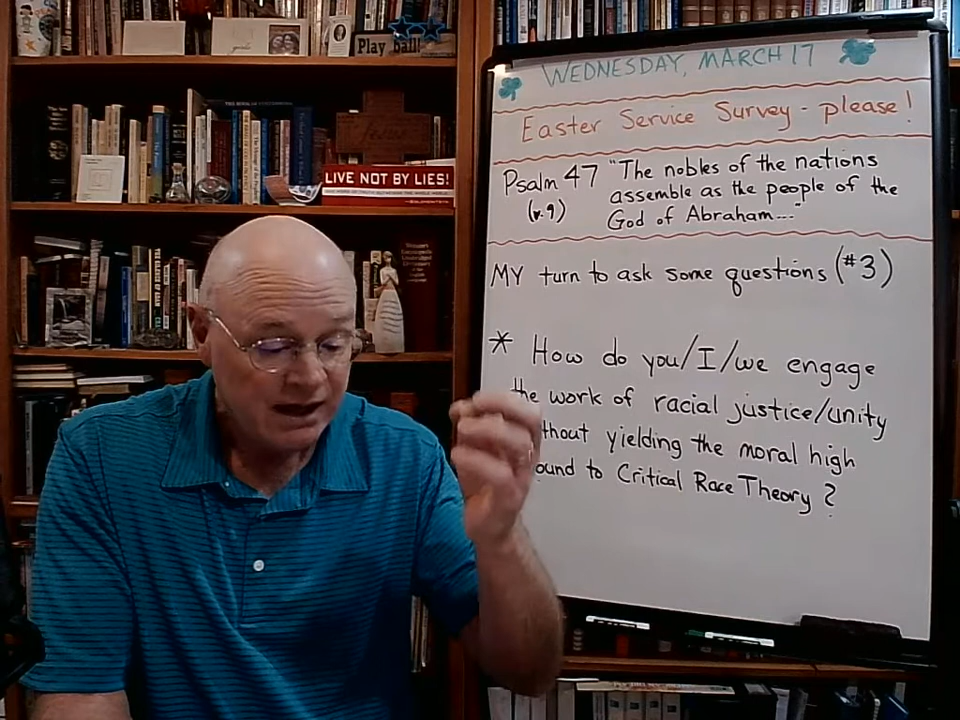 Play ball!
LIVE NOT BY LIES!
WEDNESDAY, MARCH 17
Easter Service Survey - please!
Psalm 47 "The nobles of the nations
(v. 9) assemble as the people of the
God of Abraham..."
MY turn to ask some questions (#3)
* How do you/I/we engage
the work of racial justice/unity
thout yielding the moral high
ound to Critical Race Theory?